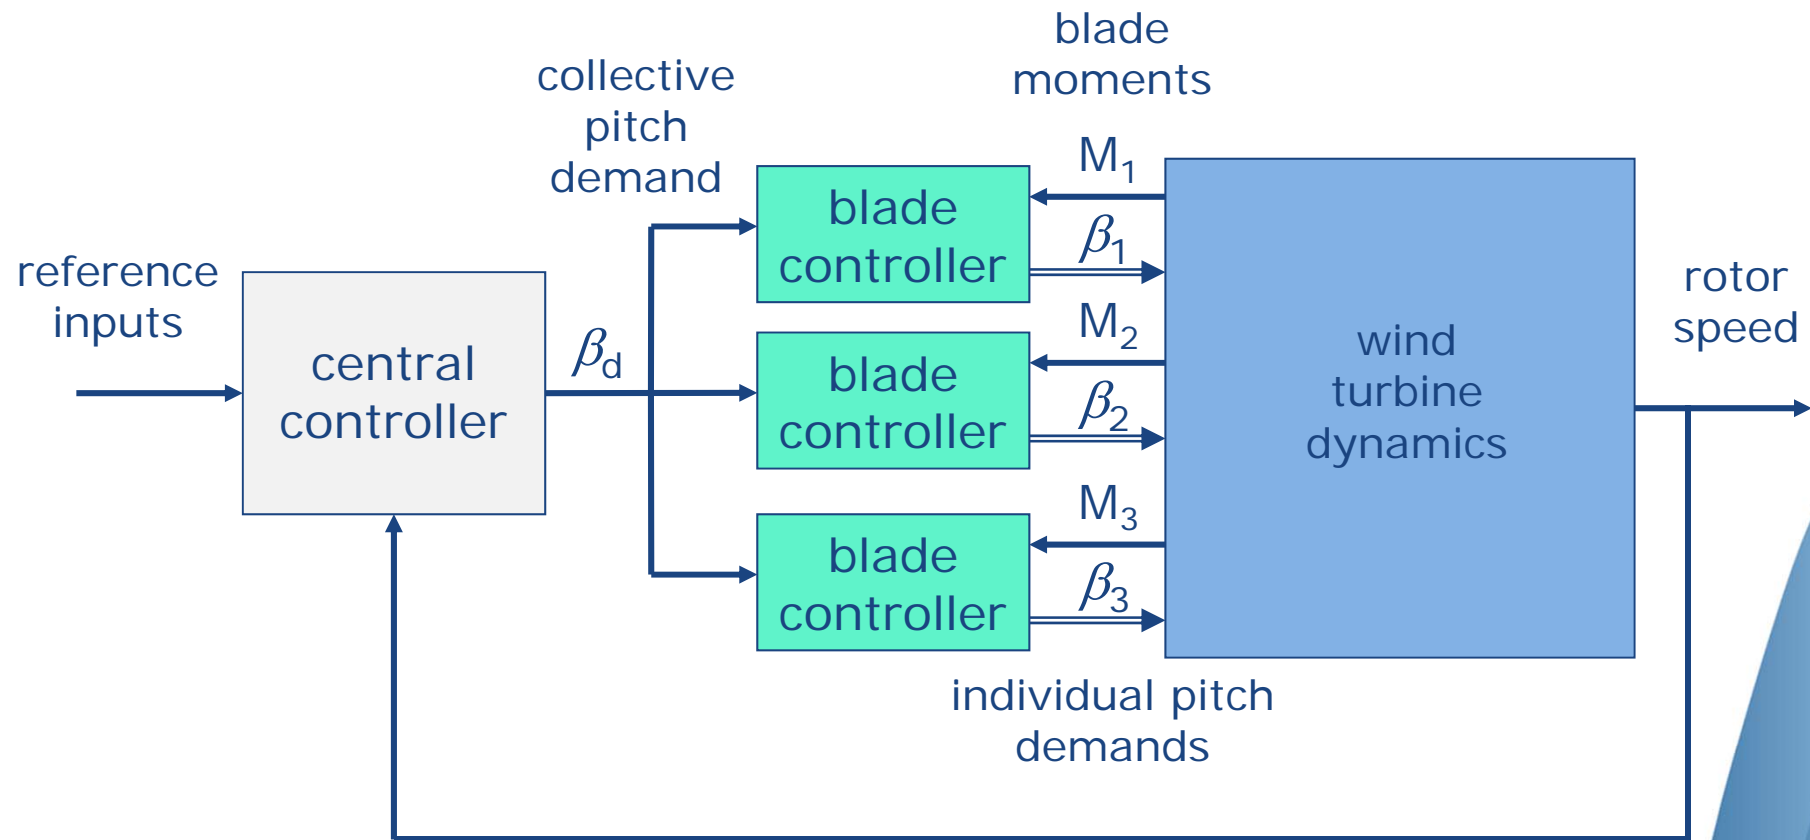 blade
moments
collective
pitch
demand
M₁
blade
controller
β₁
reference
inputs
rotor
speed
central
controller
β_d
M₂
blade
controller
β₂
wind
turbine
dynamics
M₃
blade
controller
β₃
individual pitch
demands